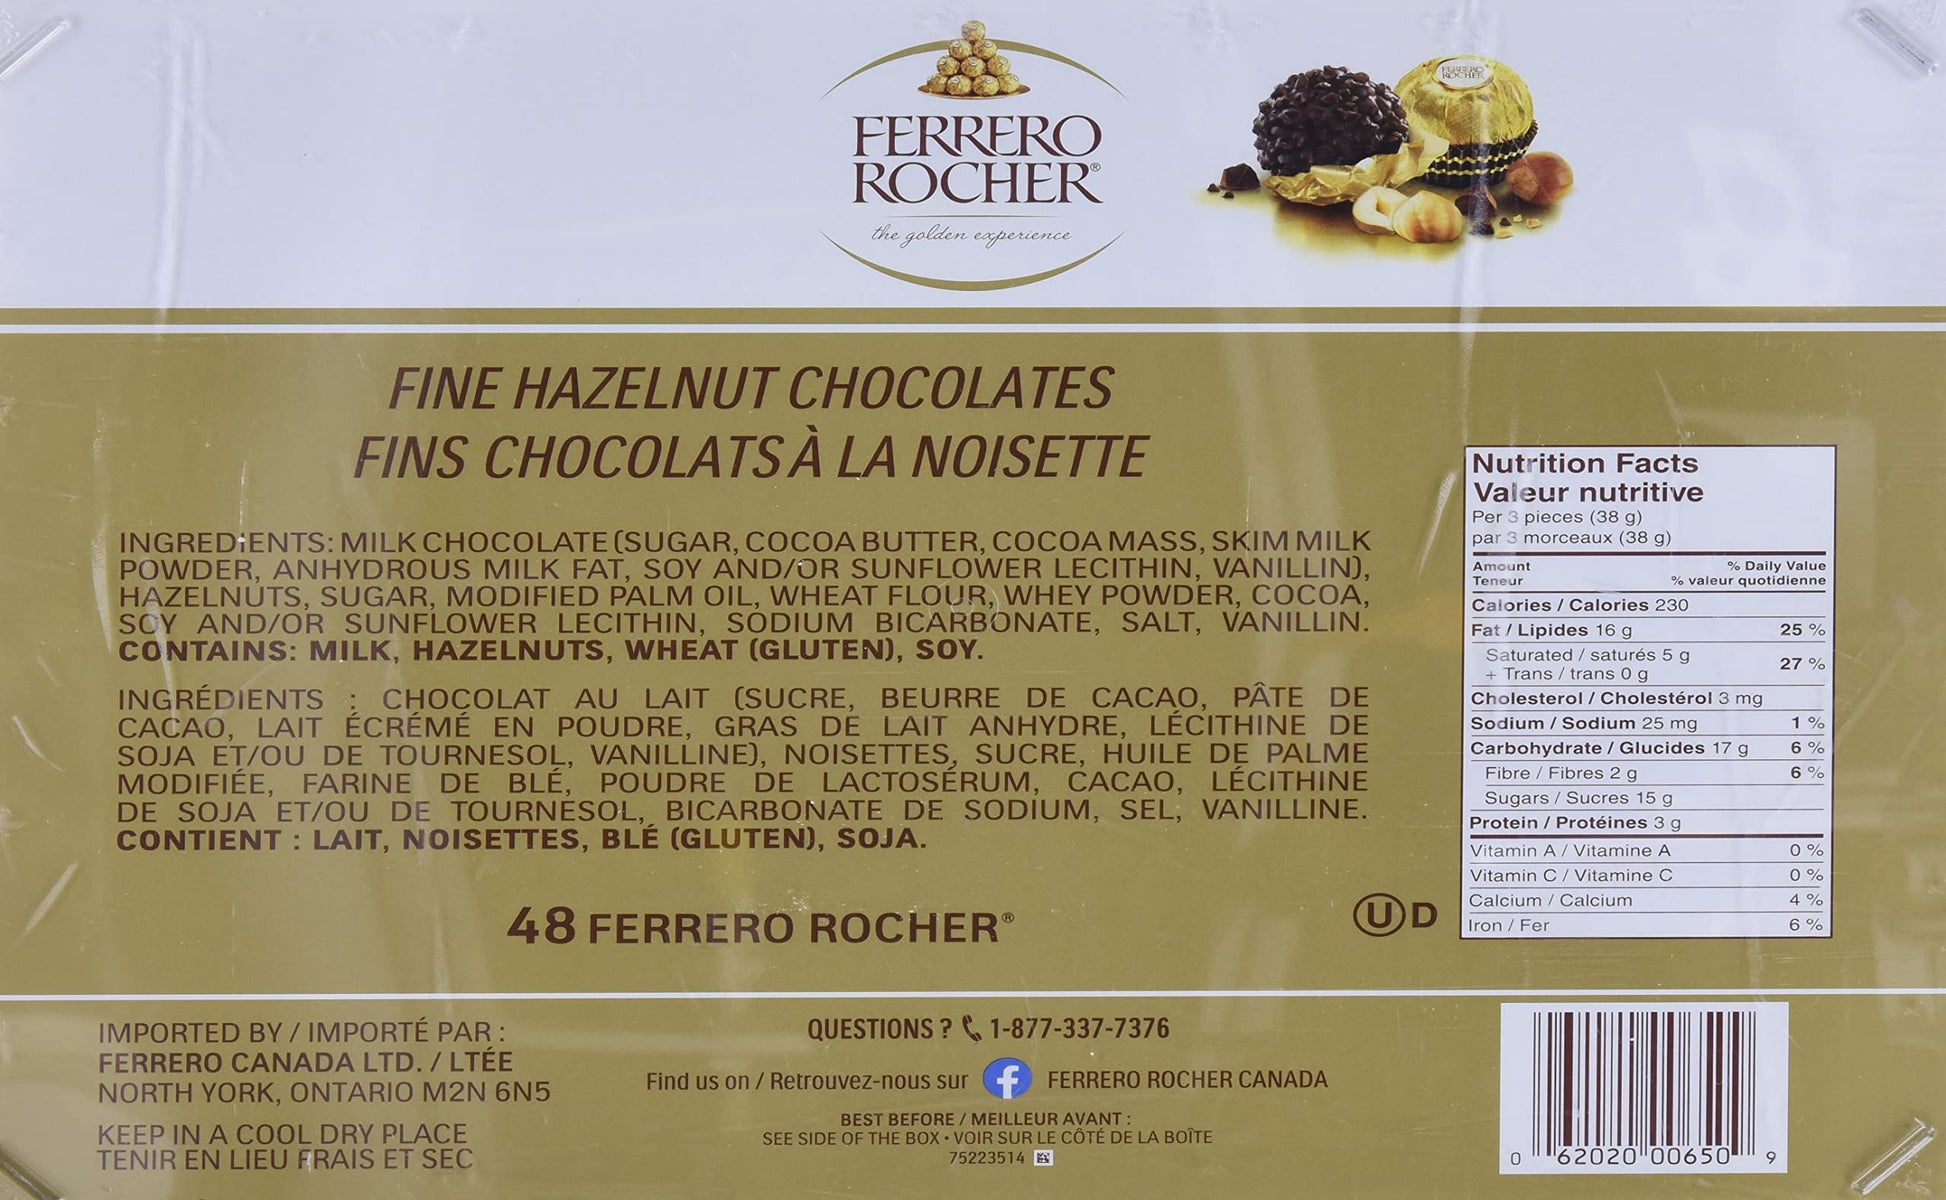 FERRERO
ROCHER®
the golden experience
FERRERO
ROCHER
FINE HAZELNUT CHOCOLATES
FINS CHOCOLATS À LA NOISETTE
INGREDIENTS: MILK CHOCOLATE (SUGAR, COCOA BUTTER, COCOA MASS, SKIM MILK
POWDER, ANHYDROUS MILK FAT, SOY AND/OR SUNFLOWER LECITHIN, VANILLIN),
HAZELNUTS, SUGAR, MODIFIED PALM OIL, WHEAT FLOUR, WHEY POWDER, COCOA,
SOY AND/OR SUNFLOWER LECITHIN, SODIUM BICARBONATE, SALT, VANILLIN.
CONTAINS: MILK, HAZELNUTS, WHEAT (GLUTEN), SOY.
INGRÉDIENTS : CHOCOLAT AU LAIT (SUCRE, BEURRE DE CACAO, PÂTE DE
CACAO, LAIT ÉCRÉMÉ EN POUDRE, GRAS DE LAIT ANHYDRE, LÉCITHINE DE
SOJA ET/OU DE TOURNESOL, VANILLINE), NOISETTES, SUCRE, HUILE DE PALME
MODIFIÉE, FARINE DE BLÉ, POUDRE DE LACTOSÉRUM, CACAO, LÉCITHINE
DE SOJA ET/OU DE TOURNESOL, BICARBONATE DE SODIUM, SEL, VANILLINE.
CONTIENT : LAIT, NOISETTES, BLÉ (GLUTEN), SOJA.
48 FERRERO ROCHER®
U D
Nutrition Facts
Valeur nutritive
Per 3 pieces (38 g)
par 3 morceaux (38 g)
Amount % Daily Value
Teneur % valeur quotidienne
Calories / Calories 230
Fat / Lipides 16 g 25 %
Saturated / saturés 5 g
+ Trans / trans 0 g 27 %
Cholesterol / Cholestérol 3 mg
Sodium / Sodium 25 mg 1 %
Carbohydrate / Glucides 17 g 6 %
Fibre / Fibres 2 g 6 %
Sugars / Sucres 15 g
Protein / Protéines 3 g
Vitamin A / Vitamine A 0 %
Vitamin C / Vitamine C 0 %
Calcium / Calcium 4 %
Iron / Fer 6 %
IMPORTED BY / IMPORTÉ PAR :
FERRERO CANADA LTD. / LTÉE
NORTH YORK, ONTARIO M2N 6N5
KEEP IN A COOL DRY PLACE
TENIR EN LIEU FRAIS ET SEC
QUESTIONS ? 1-877-337-7376
Find us on / Retrouvez-nous sur f FERRERO ROCHER CANADA
BEST BEFORE / MEILLEUR AVANT :
SEE SIDE OF THE BOX • VOIR SUR LE CÔTÉ DE LA BOÎTE
75223514
0 62020 00650 9